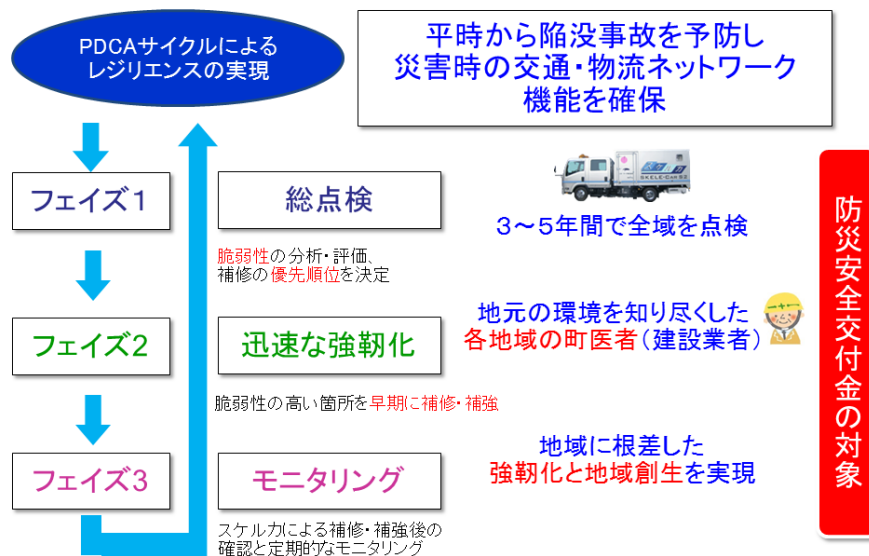 PDCAサイクルによる
レジリエンスの実現
平時から陥没事故を予防し
災害時の交通・物流ネットワーク
機能を確保
フェイズ1
総点検
3～5年間で全域を点検
脆弱性の分析・評価、
補修の優先順位を決定
フェイズ2
迅速な強靭化
地元の環境を知り尽くした
各地域の町医者(建設業者)
脆弱性の高い箇所を早期に補修・補強
フェイズ3
モニタリング
地域に根差した
強靭化と地域創生を実現
スケルカによる補修・補強後の
確認と定期的なモニタリング
防災安全交付金の対象